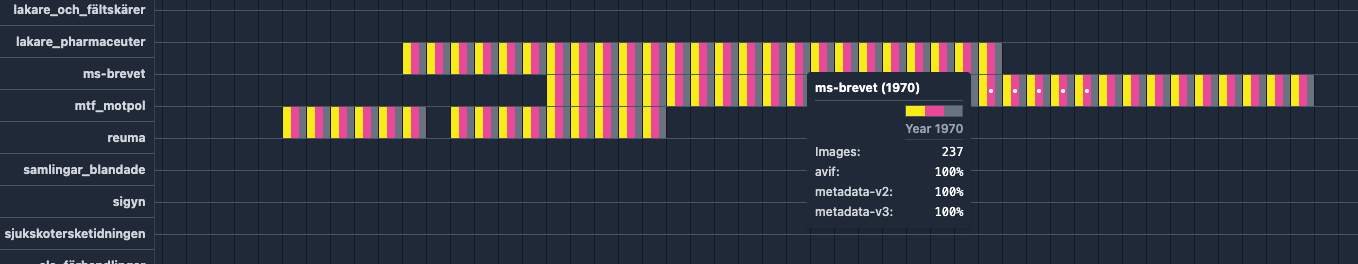 lakare_och_fältskärer
lakare_pharmaceuter
ms-brevet
mtf_motpol
reuma
samlingar_blandade
sigyn
sjukskotersketidningen
ms-brevet (1970)
Year 1970
Images: 237
avif: 100%
metadata-v2: 100%
metadata-v3: 100%